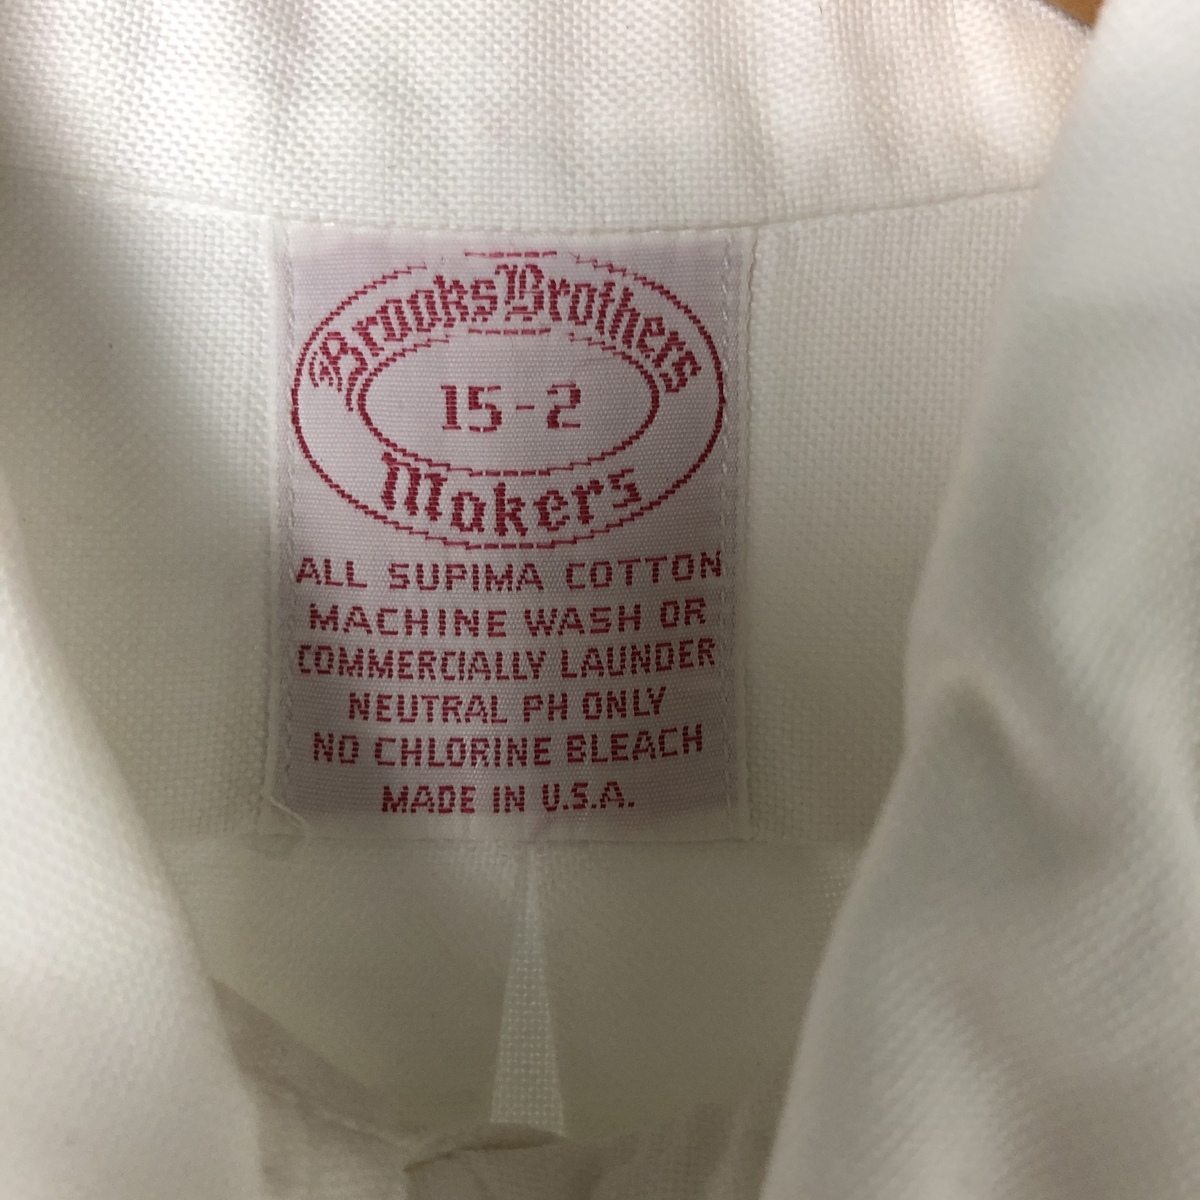 Brooks Brothers
15-2
Makers
ALL SUPIMA COTTON
MACHINE WASH OR
COMMERCIALLY LAUNDER
NEUTRAL PH ONLY
NO CHLORINE BLEACH
MADE IN U.S.A.